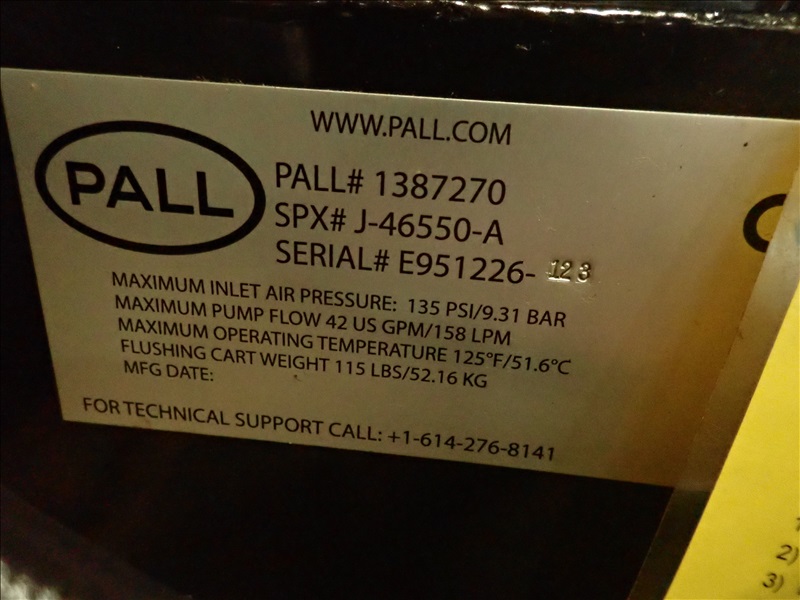 WWW.PALL.COM
PALL
PALL# 1387270
SPX# J-46550-A
SERIAL# E951226-123
MAXIMUM INLET AIR PRESSURE: 135 PSI/9.31 BAR
MAXIMUM PUMP FLOW 42 US GPM/158 LPM
MAXIMUM OPERATING TEMPERATURE 125°F/51.6°C
FLUSHING CART WEIGHT 115 LBS/52.16 KG
MFG DATE:
FOR TECHNICAL SUPPORT CALL: +1-614-276-8141
2)
3)